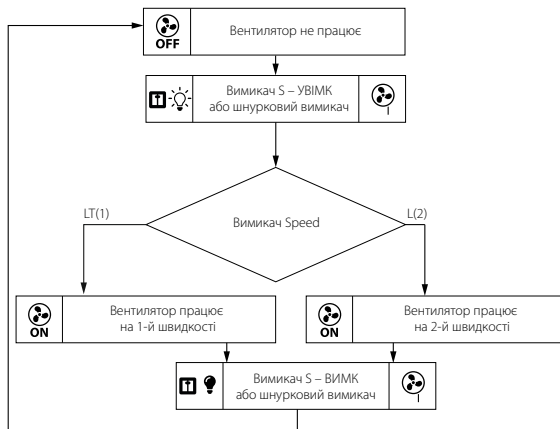 OFF
Вентилятор не працює
Вимикач S – УВІМК
або шнурковий вимикач
LT(1)
Вимикач Speed
L(2)
ON
Вентилятор працює
на 1-й швидкості
ON
Вентилятор працює
на 2-й швидкості
Вимикач S – ВИМК
або шнурковий вимикач